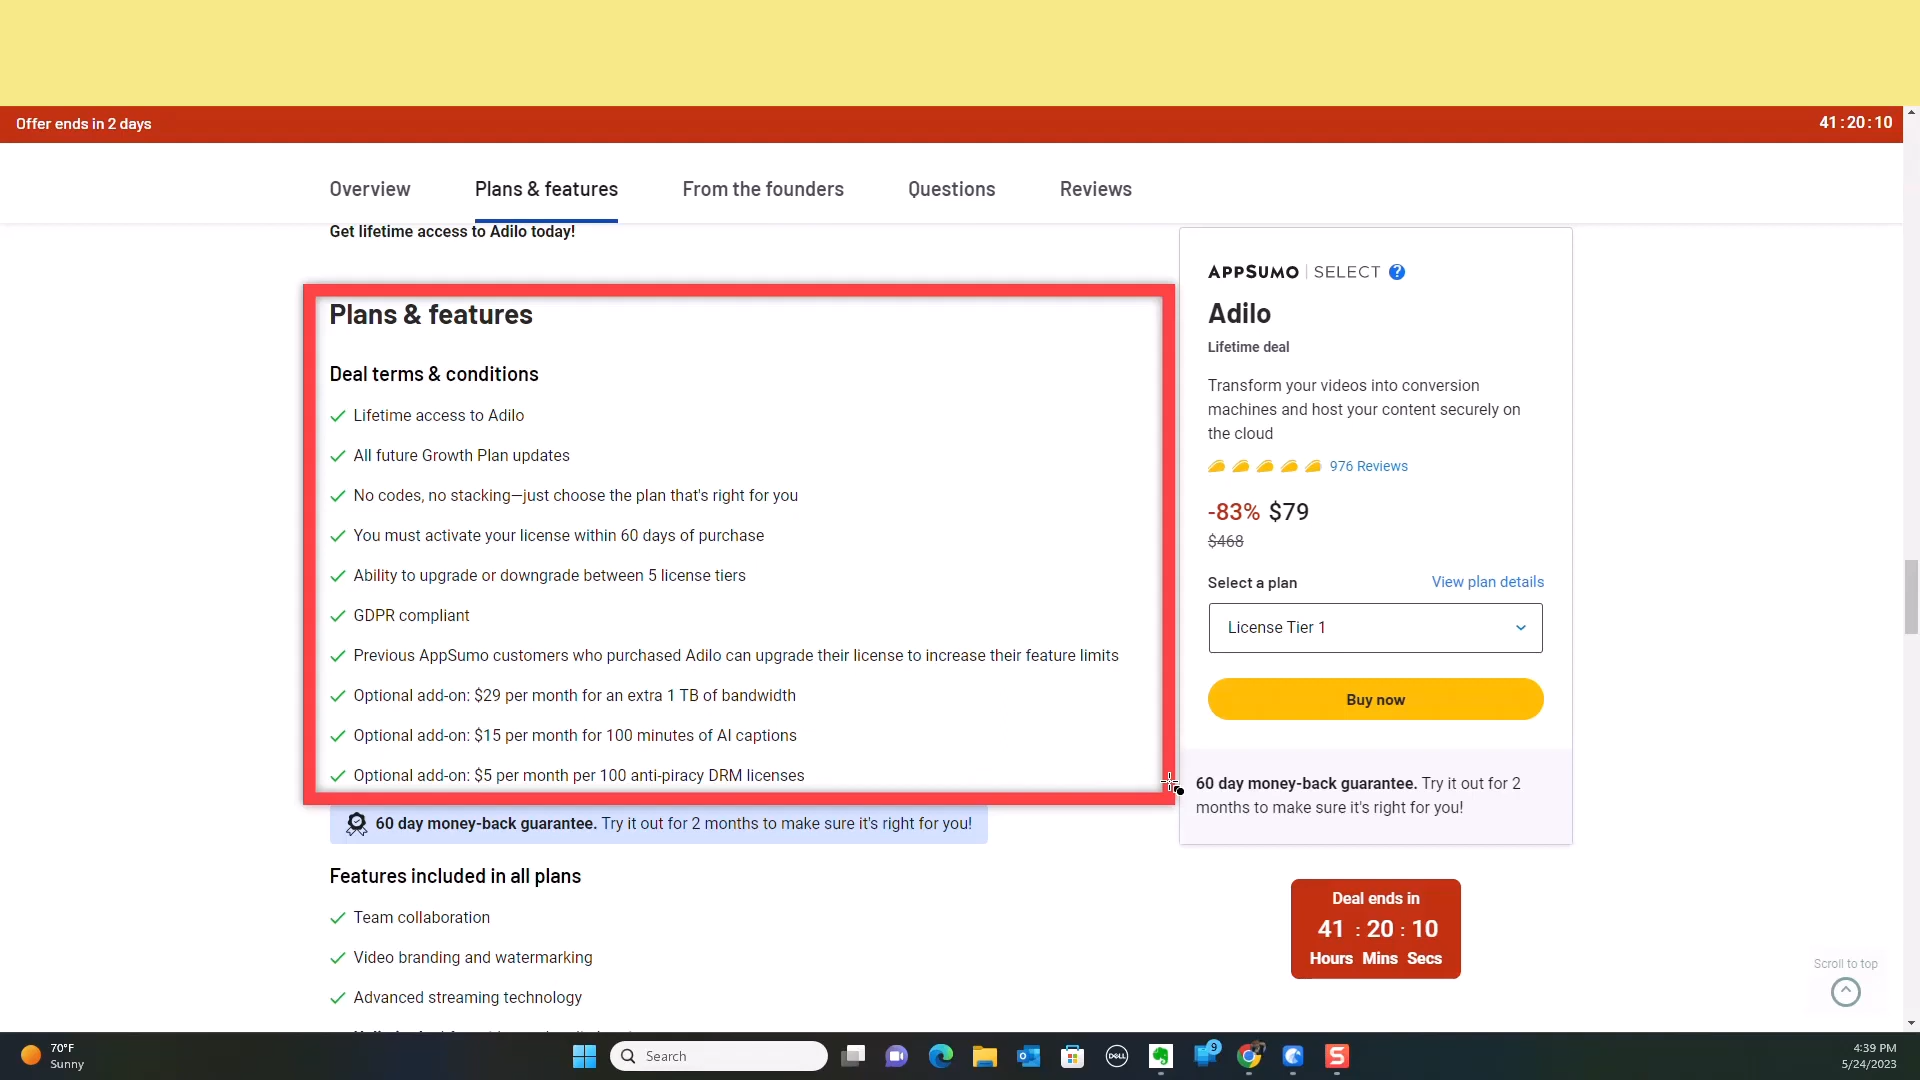 Offer ends in 2 days
41:20:10
Overview
Plans & features
From the founders
Questions
Reviews
Get lifetime access to Adilo today!
Plans & features
Deal terms & conditions
Lifetime access to Adilo
All future Growth Plan updates
No codes, no stacking—just choose the plan that's right for you
You must activate your license within 60 days of purchase
Ability to upgrade or downgrade between 5 license tiers
GDPR compliant
Previous AppSumo customers who purchased Adilo can upgrade their license to increase their feature limits
Optional add-on: $29 per month for an extra 1 TB of bandwidth
Optional add-on: $15 per month for 100 minutes of AI captions
Optional add-on: $5 per month per 100 anti-piracy DRM licenses
60 day money-back guarantee. Try it out for 2 months to make sure it's right for you!
Features included in all plans
Team collaboration
Video branding and watermarking
Advanced streaming technology
APPSUMO | SELECT ?
Adilo
Lifetime deal
Transform your videos into conversion
machines and host your content securely on
the cloud
976 Reviews
-83% $79
$468
Select a plan
View plan details
License Tier 1
Buy now
60 day money-back guarantee. Try it out for 2
months to make sure it's right for you!
Deal ends in
41 : 20 : 10
Hours Mins Secs
Scroll to top
70°F
Sunny
Search
DELL
9
S
4:39 PM
5/24/2023